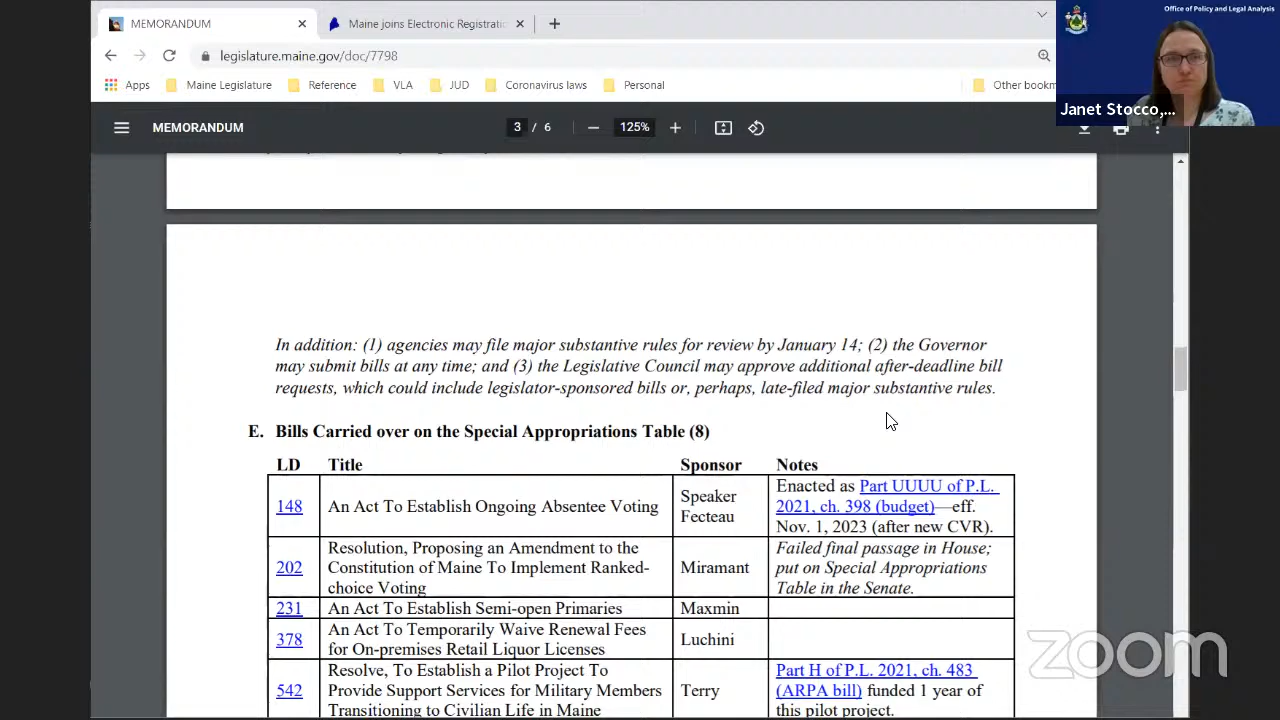 MEMORANDUM
Maine joins Electronic Registratio
legislature.maine.gov/doc/7798
Apps Maine Legislature Reference VLA JUD Coronavirus laws Personal Other bookm
Office of Policy and Legal Analysis
Janet Stocco,...
MEMORANDUM 3 / 6 125%
In addition: (1) agencies may file major substantive rules for review by January 14; (2) the Governor
may submit bills at any time; and (3) the Legislative Council may approve additional after-deadline bill
requests, which could include legislator-sponsored bills or, perhaps, late-filed major substantive rules.
E. Bills Carried over on the Special Appropriations Table (8)
LD Title Sponsor Notes
148 An Act To Establish Ongoing Absentee Voting Speaker
Fecteau
Enacted as Part UUUU of P.L.
2021, ch. 398 (budget)—eff.
Nov. 1, 2023 (after new CVR).
202 Resolution, Proposing an Amendment to the
Constitution of Maine To Implement Ranked-
choice Voting
Miramant
Failed final passage in House;
put on Special Appropriations
Table in the Senate.
231 An Act To Establish Semi-open Primaries Maxmin
378 An Act To Temporarily Waive Renewal Fees
for On-premises Retail Liquor Licenses
Luchini
542 Resolve, To Establish a Pilot Project To
Provide Support Services for Military Members
Transitioning to Civilian Life in Maine
Terry
Part H of P.L. 2021, ch. 483
(ARPA bill) funded 1 year of
this pilot project.
zoom